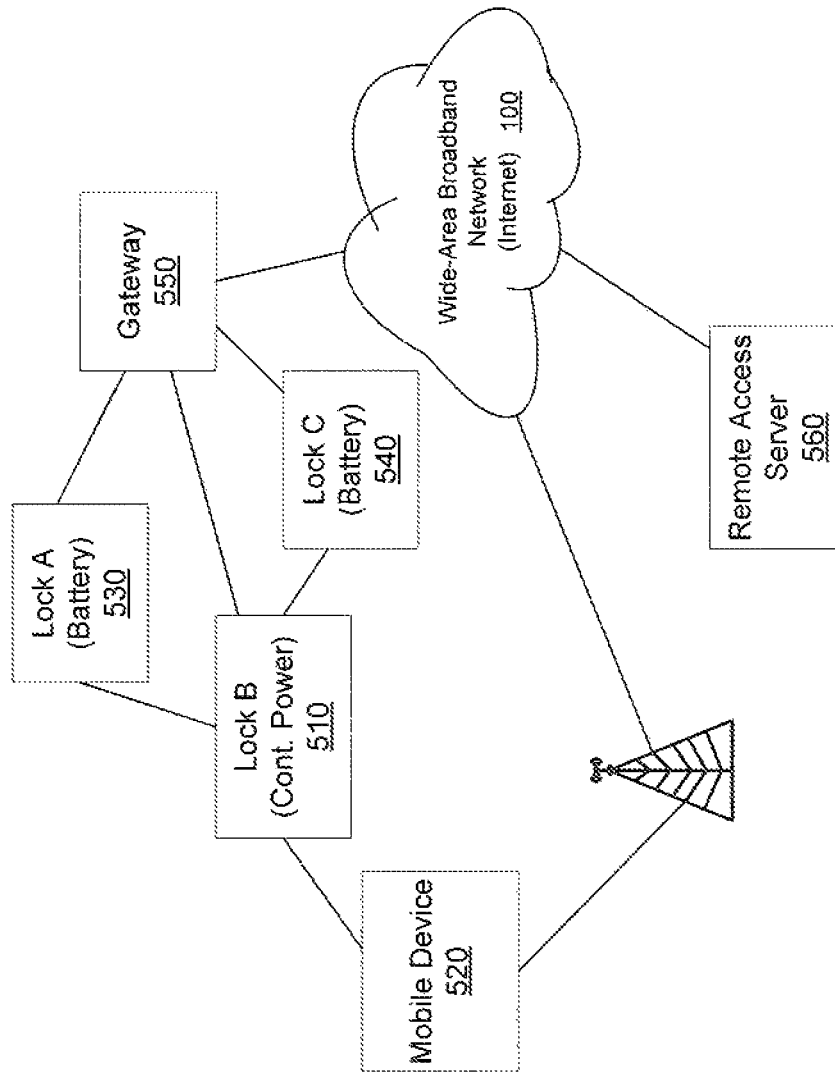 Lock A
(Battery)
530
Gateway
550
Lock B
(Cont. Power)
510
Lock C
(Battery)
540
Mobile Device
520
Wide-Area Broadband
Network
(Internet) 100
Remote Access
Server
560